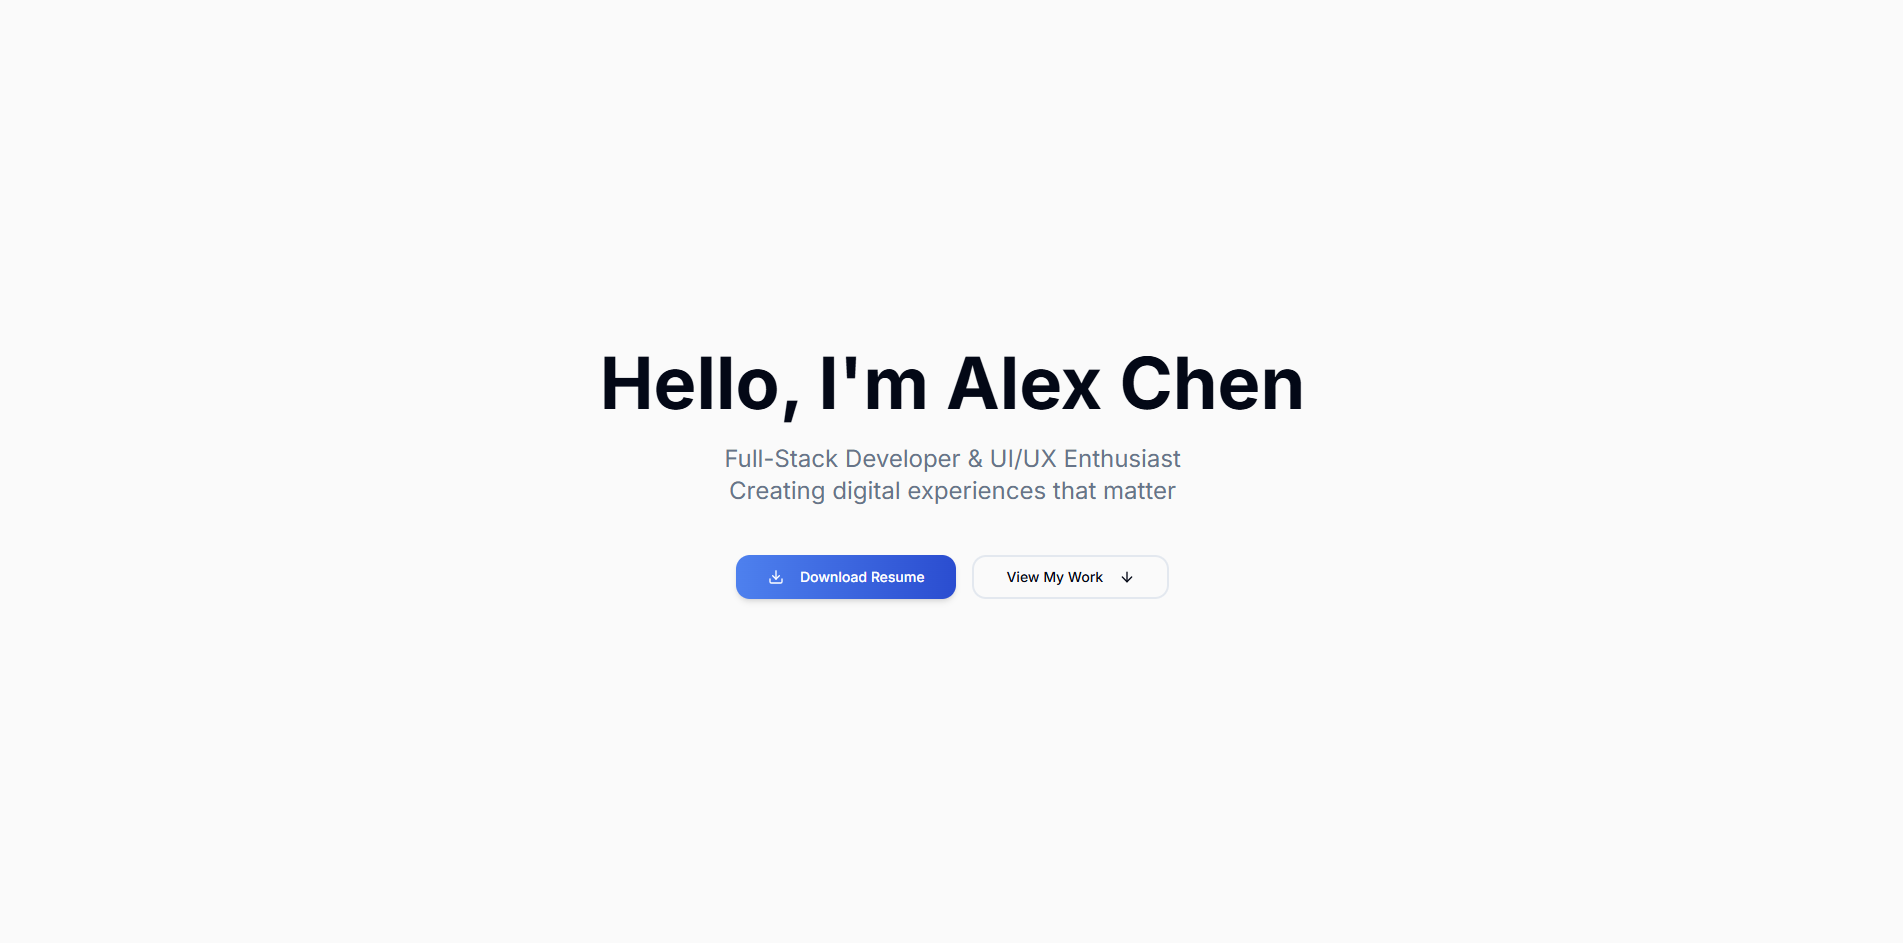 Hello, I'm Alex Chen
Full-Stack Developer & UI/UX Enthusiast
Creating digital experiences that matter
Download Resume
View My Work